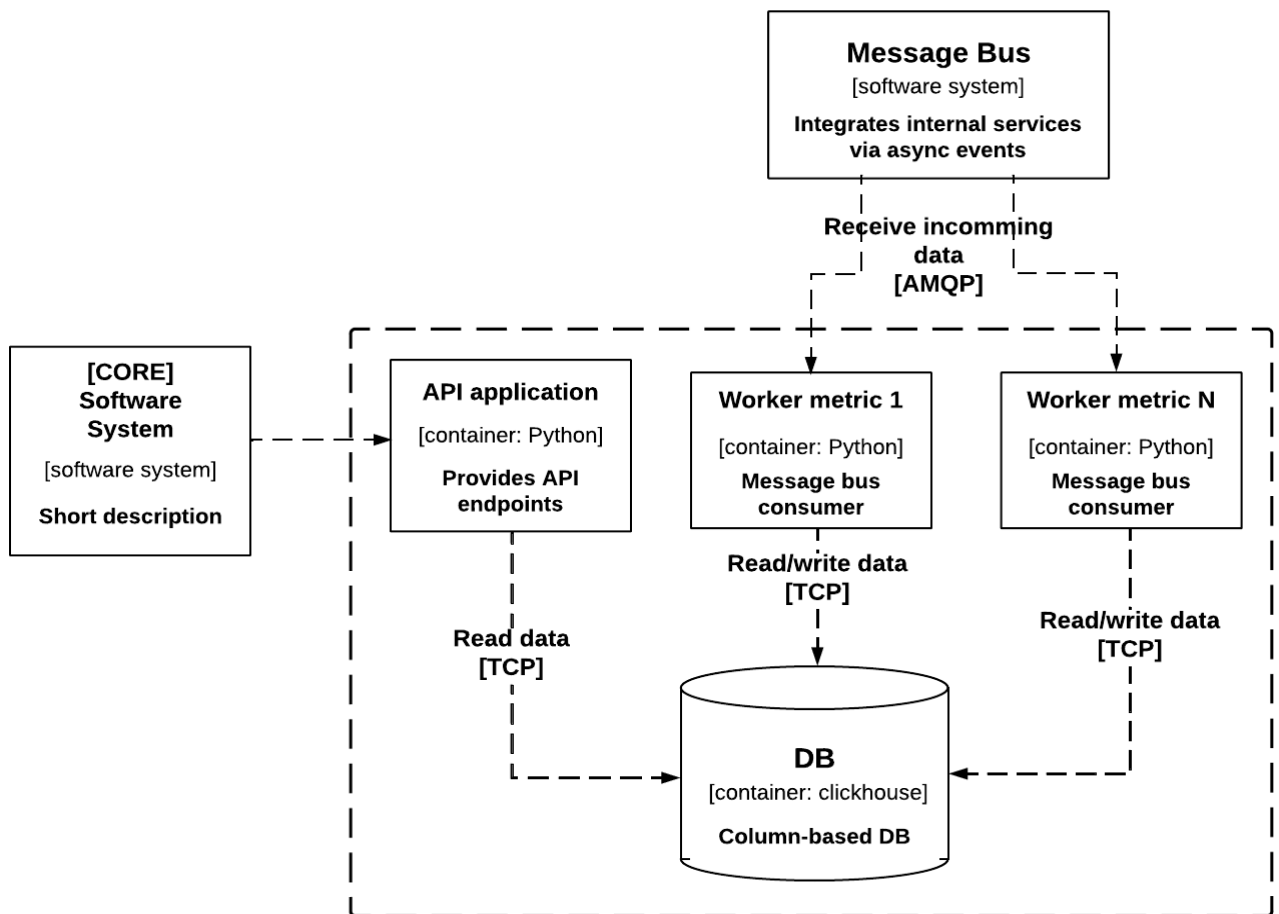 Message Bus
[software system]
Integrates internal services
via async events
Receive incomming
data
[AMQP]
[CORE]
Software
System
[software system]
Short description
API application
[container: Python]
Provides API
endpoints
Worker metric 1
[container: Python]
Message bus
consumer
Worker metric N
[container: Python]
Message bus
consumer
Read data
[TCP]
Read/write data
[TCP]
Read/write data
[TCP]
DB
[container: clickhouse]
Column-based DB